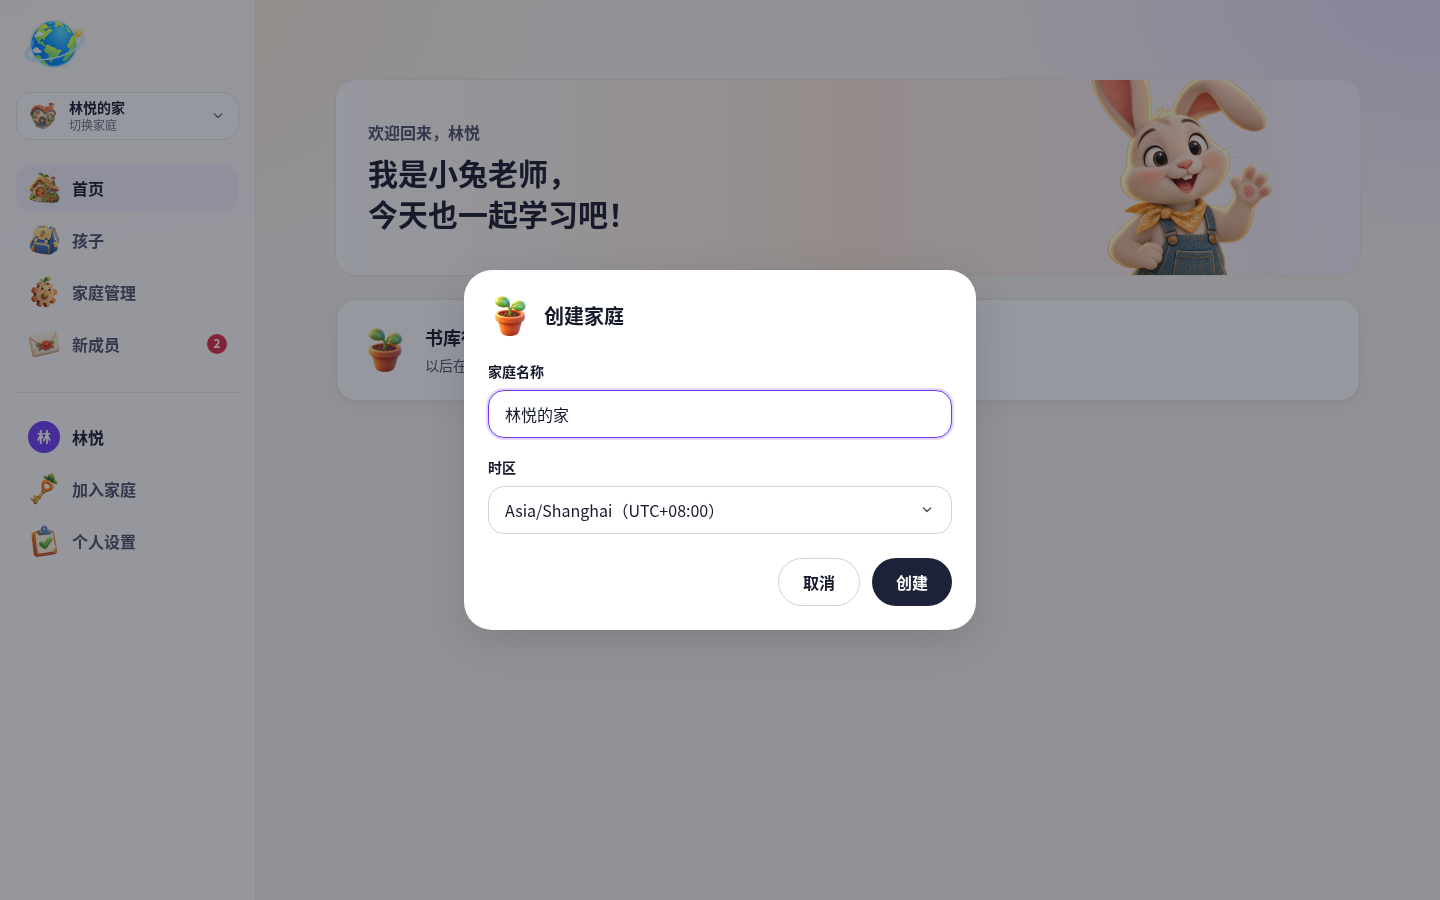 林悦的家
切换家庭
首页
孩子
家庭管理
新成员
2
林
林悦
加入家庭
个人设置
欢迎回来，林悦
我是小兔老师，
今天也一起学习吧！
书库
以后在
创建家庭
家庭名称
林悦的家
时区
Asia/Shanghai（UTC+08:00）
取消
创建